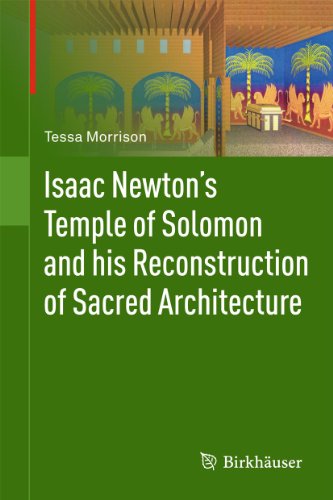 Tessa Morrison
Isaac Newton's
Temple of Solomon
and his Reconstruction
of Sacred Architecture
Birkhäuser